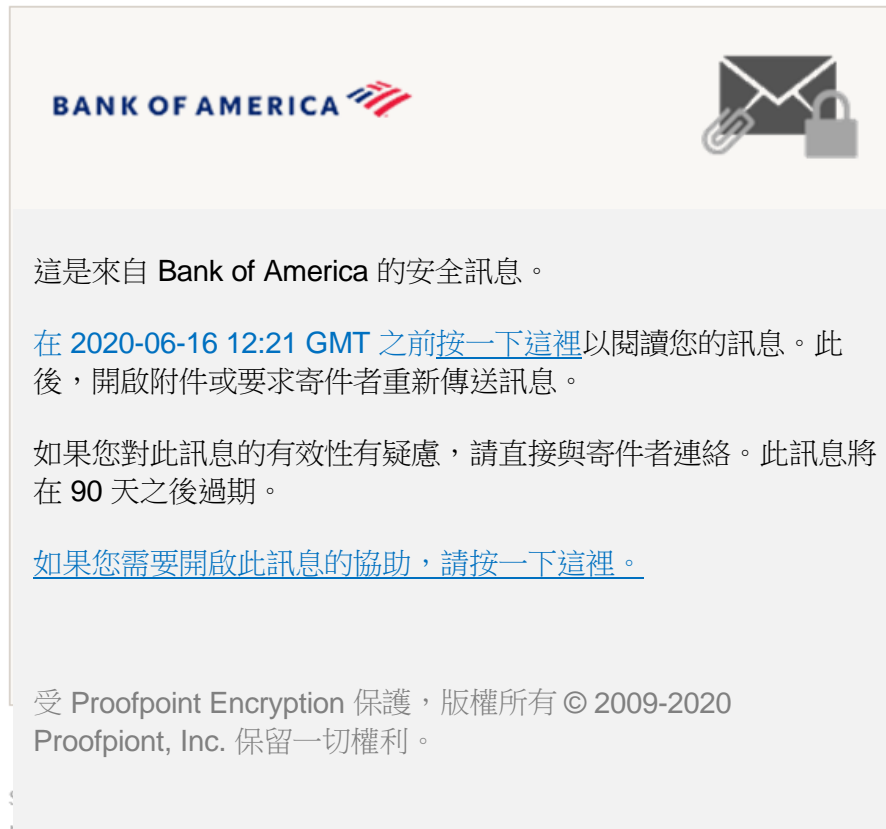 BANK OF AMERICA
這是來自 Bank of America 的安全訊息。
在 2020-06-16 12:21 GMT 之前按一下這裡以閱讀您的訊息。此
後，開啟附件或要求寄件者重新傳送訊息。
如果您對此訊息的有效性有疑慮，請直接與寄件者連絡。此訊息將
在 90 天之後過期。
如果您需要開啟此訊息的協助，請按一下這裡。
受 Proofpoint Encryption 保護，版權所有 © 2009-2020
Proofpiont, Inc. 保留一切權利。